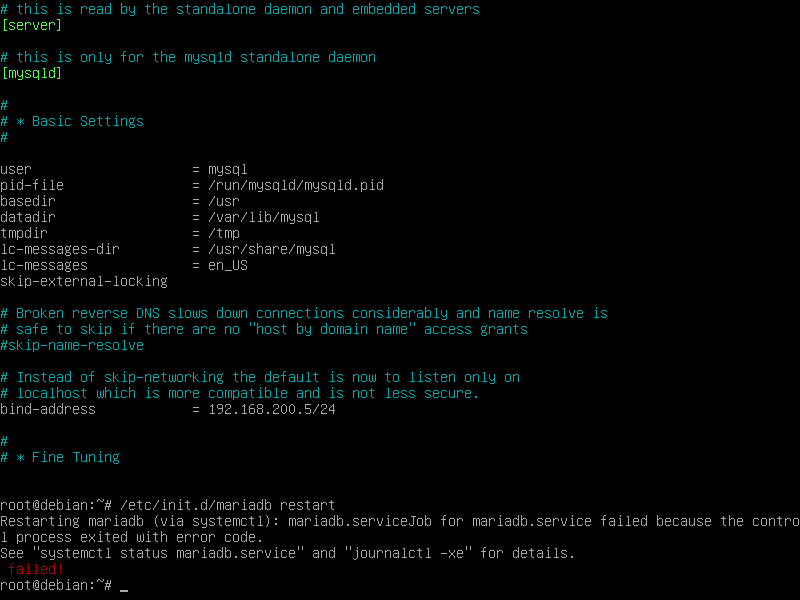 # this is read by the standalone daemon and embedded servers
[server]
# this is only for the mysqld standalone daemon
[mysqld]
#
# * Basic Settings
#
user                    = mysql
pid-file                = /run/mysqld/mysqld.pid
basedir                 = /usr
datadir                 = /var/lib/mysql
tmpdir                  = /tmp
lc-messages-dir         = /usr/share/mysql
lc-messages             = en_US
skip-external-locking
# Broken reverse DNS slows down connections considerably and name resolve is
# safe to skip if there are no "host by domain name" access grants
#skip-name-resolve
# Instead of skip-networking the default is now to listen only on
# localhost which is more compatible and is not less secure.
bind-address            = 192.168.200.5/24
#
# * Fine Tuning
root@debian:~# /etc/init.d/mariadb restart
Restarting mariadb (via systemctl): mariadb.serviceJob for mariadb.service failed because the contro
l process exited with error code.
See "systemctl status mariadb.service" and "journalctl -xe" for details.
 failed!
root@debian:~# _